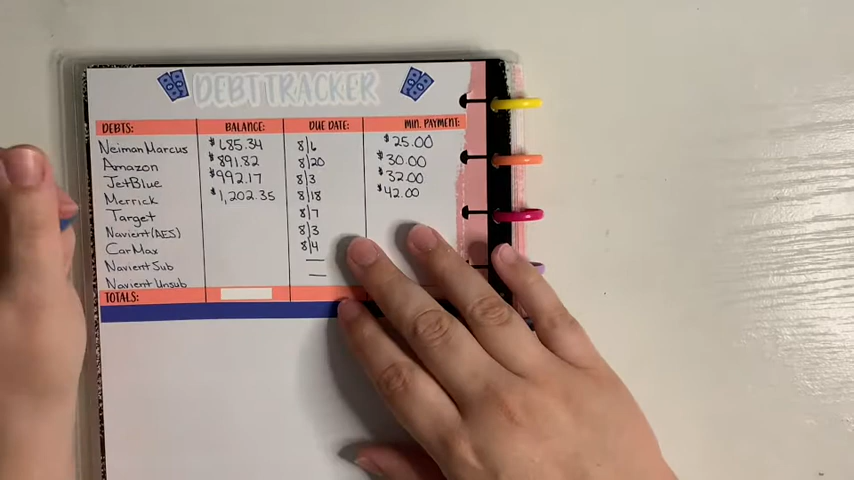 DEBT TRACKER
DEBTS: BALANCE: DUE DATE: MIN. PAYMENT:
Neiman Marcus $685.34 8/6 $25.00
Amazon $891.82 8/20 $30.00
JetBlue $992.17 8/3 $32.00
Merrick $1,202.35 8/18 $42.00
Target 8/7
Navient (AES) 8/3
CarMax 8/4
Navient Sub —
Navient Unsub —
TOTALS: